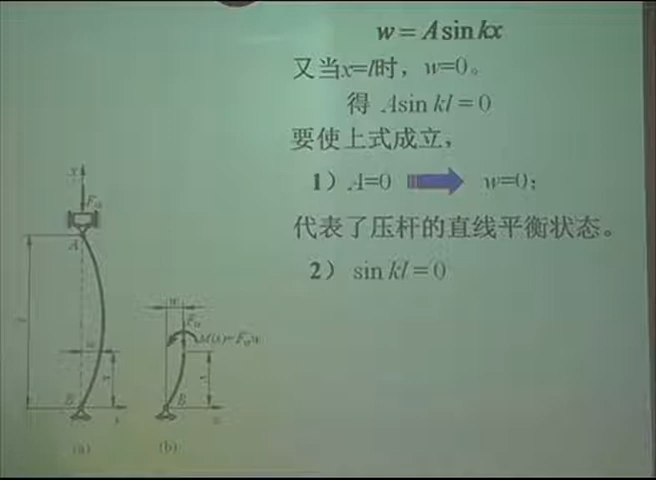 w = A sin kx
又当x=l时，w=0。
得 A sin kl = 0
要使上式成立，
1）A=0 w=0；
代表了压杆的直线平衡状态。
2） sin kl = 0
x
A
B
(a)
w
B
M(x)=F_cr w
(b)